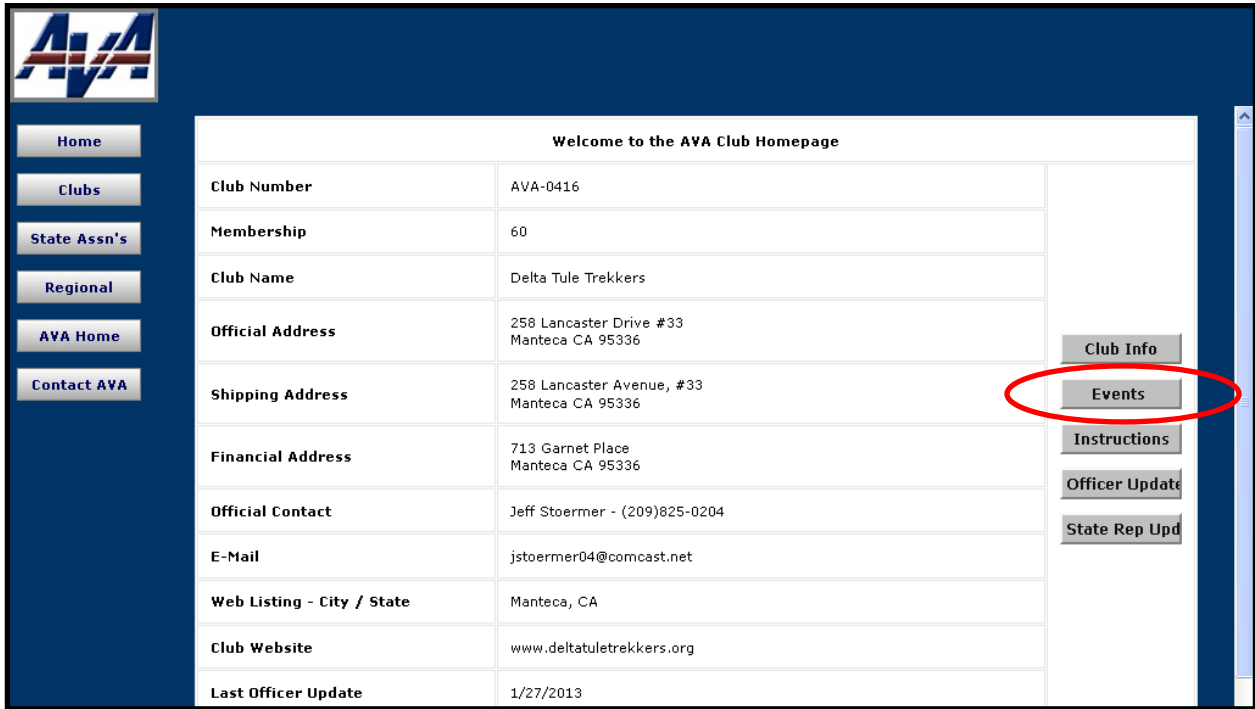 AVA
Home
Clubs
State Assn's
Regional
AVA Home
Contact AVA
Welcome to the AVA Club Homepage
Club Number AVA-0416
Membership 60
Club Name Delta Tule Trekkers
Official Address 258 Lancaster Drive #33
Manteca CA 95336
Shipping Address 258 Lancaster Avenue, #33
Manteca CA 95336
Financial Address 713 Garnet Place
Manteca CA 95336
Official Contact Jeff Stoermer - (209)825-0204
E-Mail jstoermer04@comcast.net
Web Listing - City / State Manteca, CA
Club Website www.deltatuletrekkers.org
Last Officer Update 1/27/2013
Club Info
Events
Instructions
Officer Update
State Rep Upd